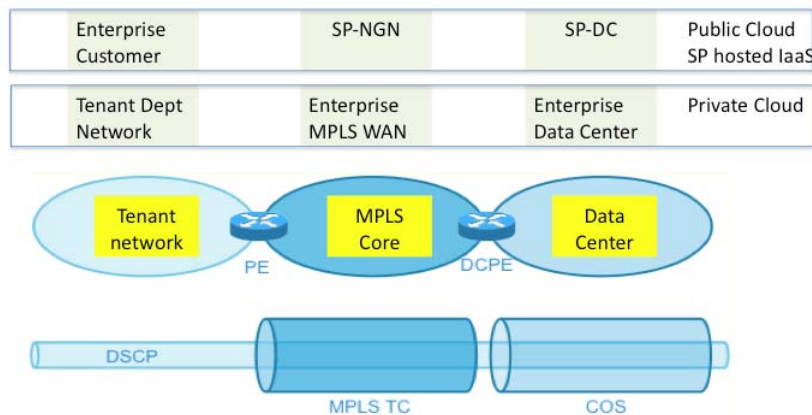 Enterprise Customer SP-NGN SP-DC Public Cloud
SP hosted IaaS
Tenant Dept Network Enterprise MPLS WAN Enterprise Data Center Private Cloud
Tenant network
MPLS Core
Data Center
PE
DCPE
DSCP
MPLS TC
COS